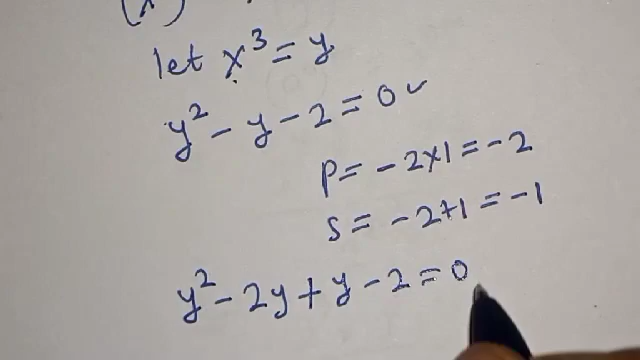 let x³ = y
y² - y - 2 = 0
p = - 2×1 = - 2
s = - 2+1 = - 1
y² - 2y + y - 2 = 0